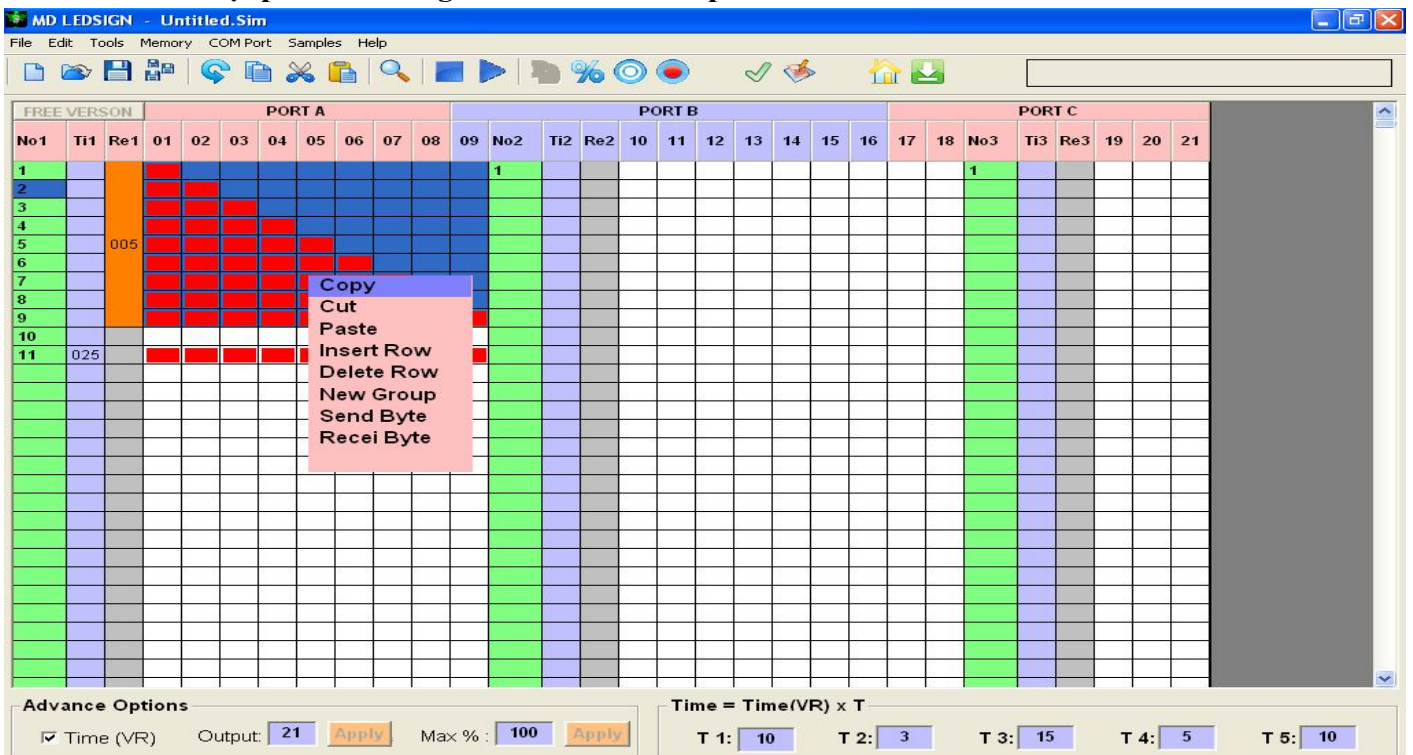 MD LEDSIGN - Untitled.Sim
File Edit Tools Memory COM Port Samples Help
FREE VERSON PORT A PORT B PORT C
No1 Ti1 Re1 01 02 03 04 05 06 07 08 09 No2 Ti2 Re2 10 11 12 13 14 15 16 17 18 No3 Ti3 Re3 19 20 21
1 1 1
2
3
4
5 005
6
7
Copy
8
Cut
9
Paste
10
Insert Row
11 025
Delete Row
New Group
Send Byte
Recei Byte
Advance Options Time = Time(VR) x T
Time (VR) Output: 21 Apply Max % : 100 Apply T 1: 10 T 2: 3 T 3: 15 T 4: 5 T 5: 10